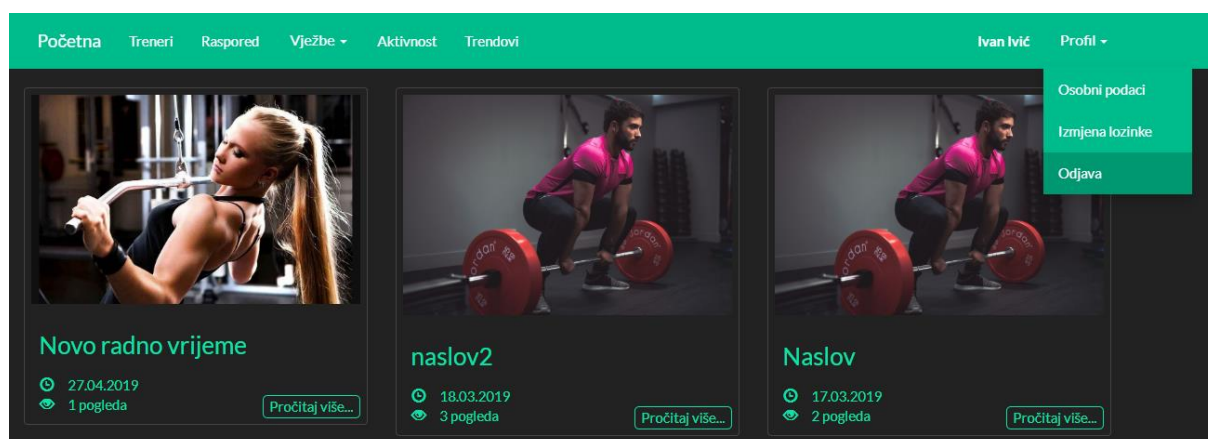 Početna Treneri Raspored Vježbe Aktivnost Trendovi Ivan Ivić Profil
Osobni podaci
Izmjena lozinke
Odjava
Novo radno vrijeme
27.04.2019
1 pogleda
Pročitaj više...
naslov2
18.03.2019
3 pogleda
Pročitaj više...
Naslov
17.03.2019
2 pogleda
Pročitaj više...